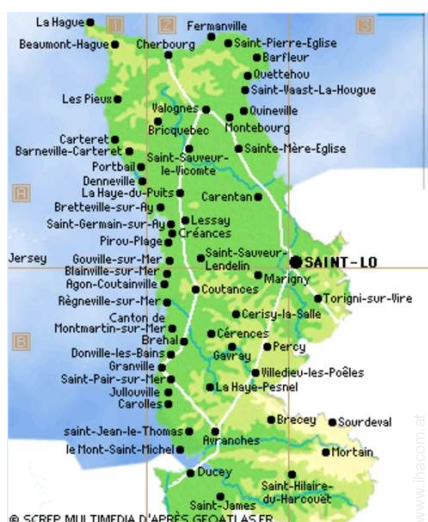 La Hague
1
2
Fermanville
3
Beaumont-Hague
Cherbourg
Saint-Pierre-Eglise
Barfleur
Quettehou
Saint-Vaast-La-Hougue
Les Pieux
Valognes
Quineville
Bricquebec
Montebourg
Carteret
Barneville-Carteret
Saint-Sauveur-
le-Vicomte
Sainte-Mère-Eglise
Portbail
Denneville
A
La Haye-du-Puits
Carentan
Bretteville-sur-Ay
Saint-Germain-sur-Ay
Lessay
Créances
Pirou-Plage
Jersey
Gouville-sur-Mer
Saint-Sauveur-
Lendelin
SAINT-LO
Blainville-sur-Mer
Marigny
Agon-Coutainville
Coutances
Règneville-sur-Mer
Torigni-sur-Vire
Canton de
Montmartin-sur-Mer
Cerisy-la-Salle
B
Brehal
Cérences
Gavray
Percy
Donville-les-Bains
Granville
Villedieu-les-Poêles
Saint-Pair-sur-Mer
La Haye-Pesnel
Jullouville
Carolles
Brecey
Sourdeval
saint-Jean-le-Thomas
Avranches
le Mont-Saint-Michel
Mortain
Ducey
Saint-Hilaire-
du-Harcouët
Saint-James
© SCREP MULTIMEDIA D'APRÈS GEOATLAS.FR
www.ihacom.at